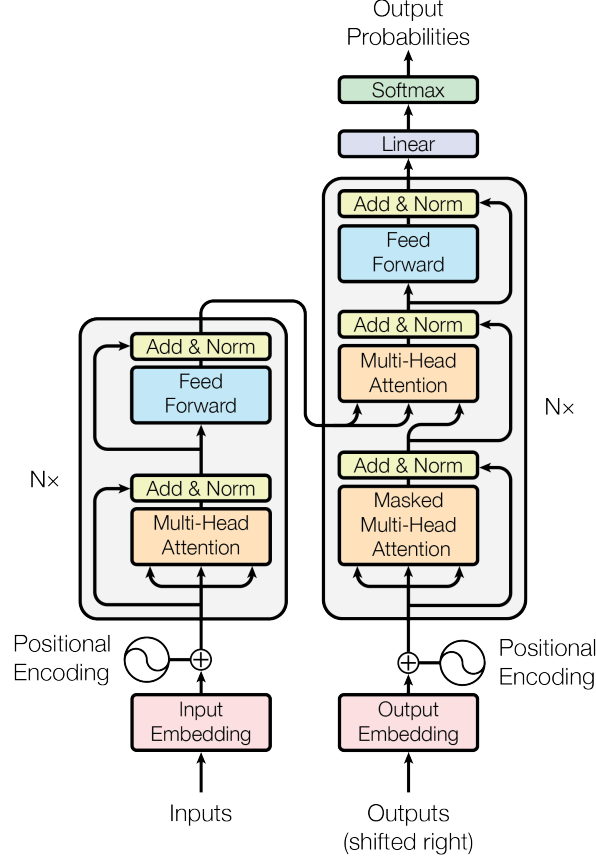 Output
Probabilities
Softmax
Linear
Add & Norm
Feed
Forward
Add & Norm
Multi-Head
Attention
Add & Norm
Masked
Multi-Head
Attention
N×
Add & Norm
Feed
Forward
Add & Norm
Multi-Head
Attention
N×
Positional
Encoding
Positional
Encoding
Input
Embedding
Output
Embedding
Inputs
Outputs
(shifted right)